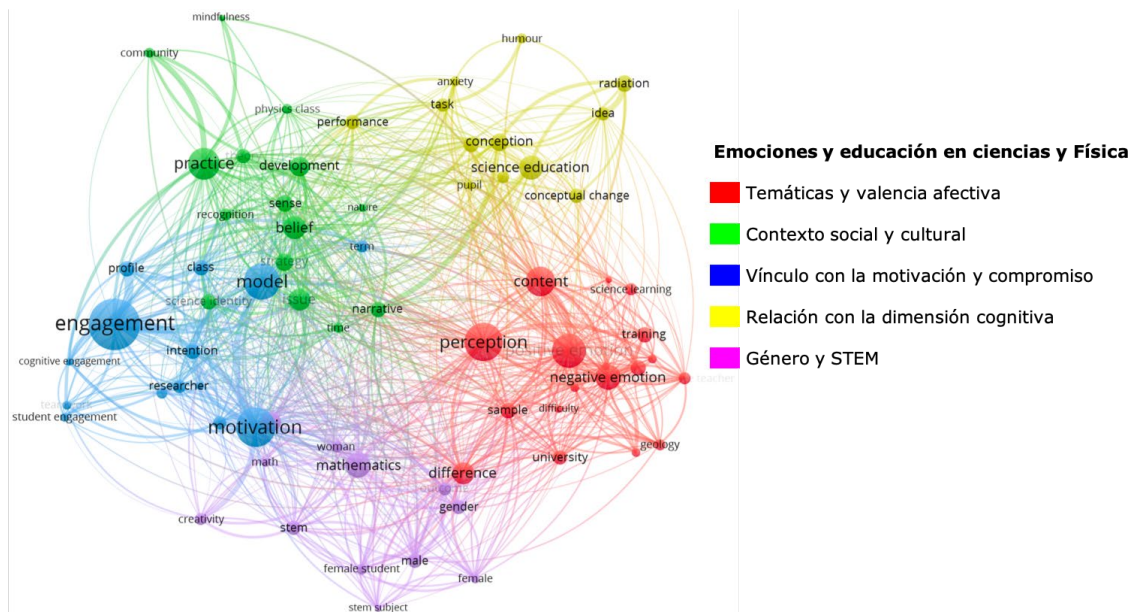 mindfulness
community
humour
anxiety
radiation
task
idea
physics class
performance
conception
practice
development
science education
pupil
conceptual change
sense
recognition
nature
belief
term
strategy
profile
class
model
content
science learning
issue
science identity
narrative
engagement
time
training
perception
positive emotion
intention
cognitive engagement
negative emotion
teacher
researcher
student engagement
sample
difficulty
motivation
geology
woman
university
math
mathematics
difference
gender
creativity
stem
male
female student
female
stem subject
Emociones y educación en ciencias y Física
Temáticas y valencia afectiva
Contexto social y cultural
Vínculo con la motivación y compromiso
Relación con la dimensión cognitiva
Género y STEM